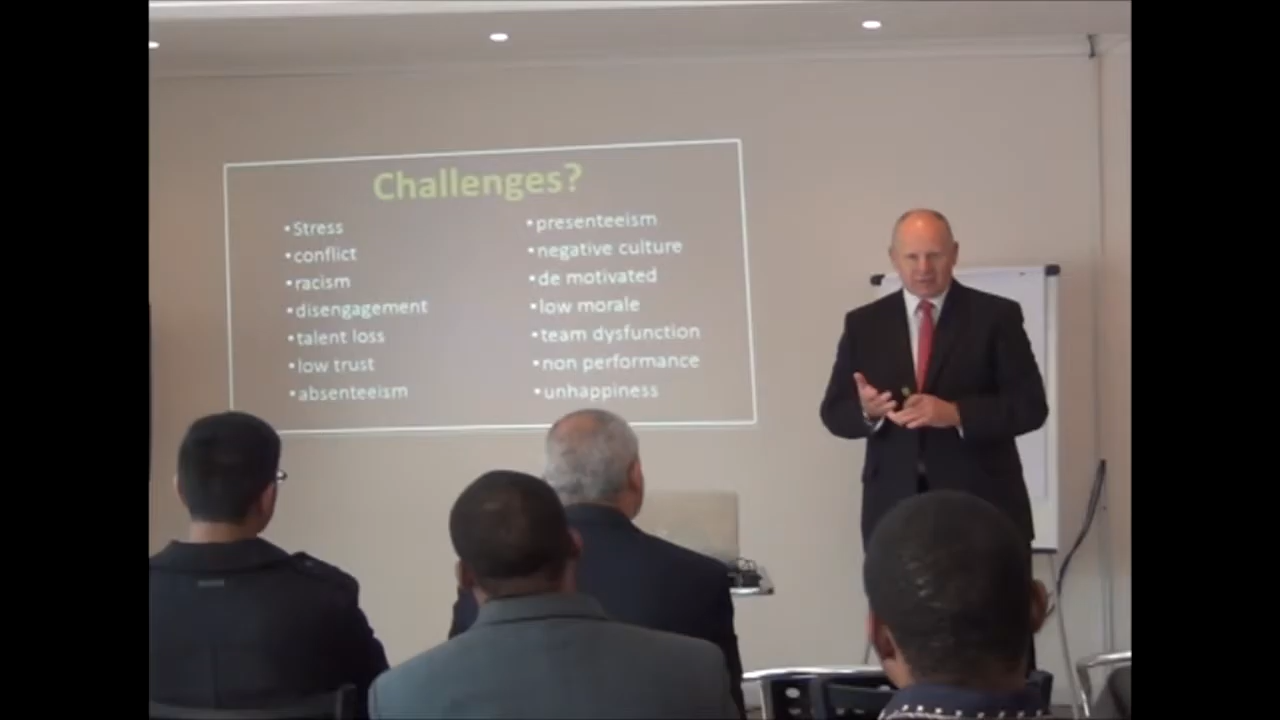 Challenges?
•Stress
•conflict
•racism
•disengagement
•talent loss
•low trust
•absenteeism
•presenteeism
•negative culture
•de motivated
•low morale
•team dysfunction
•non performance
•unhappiness